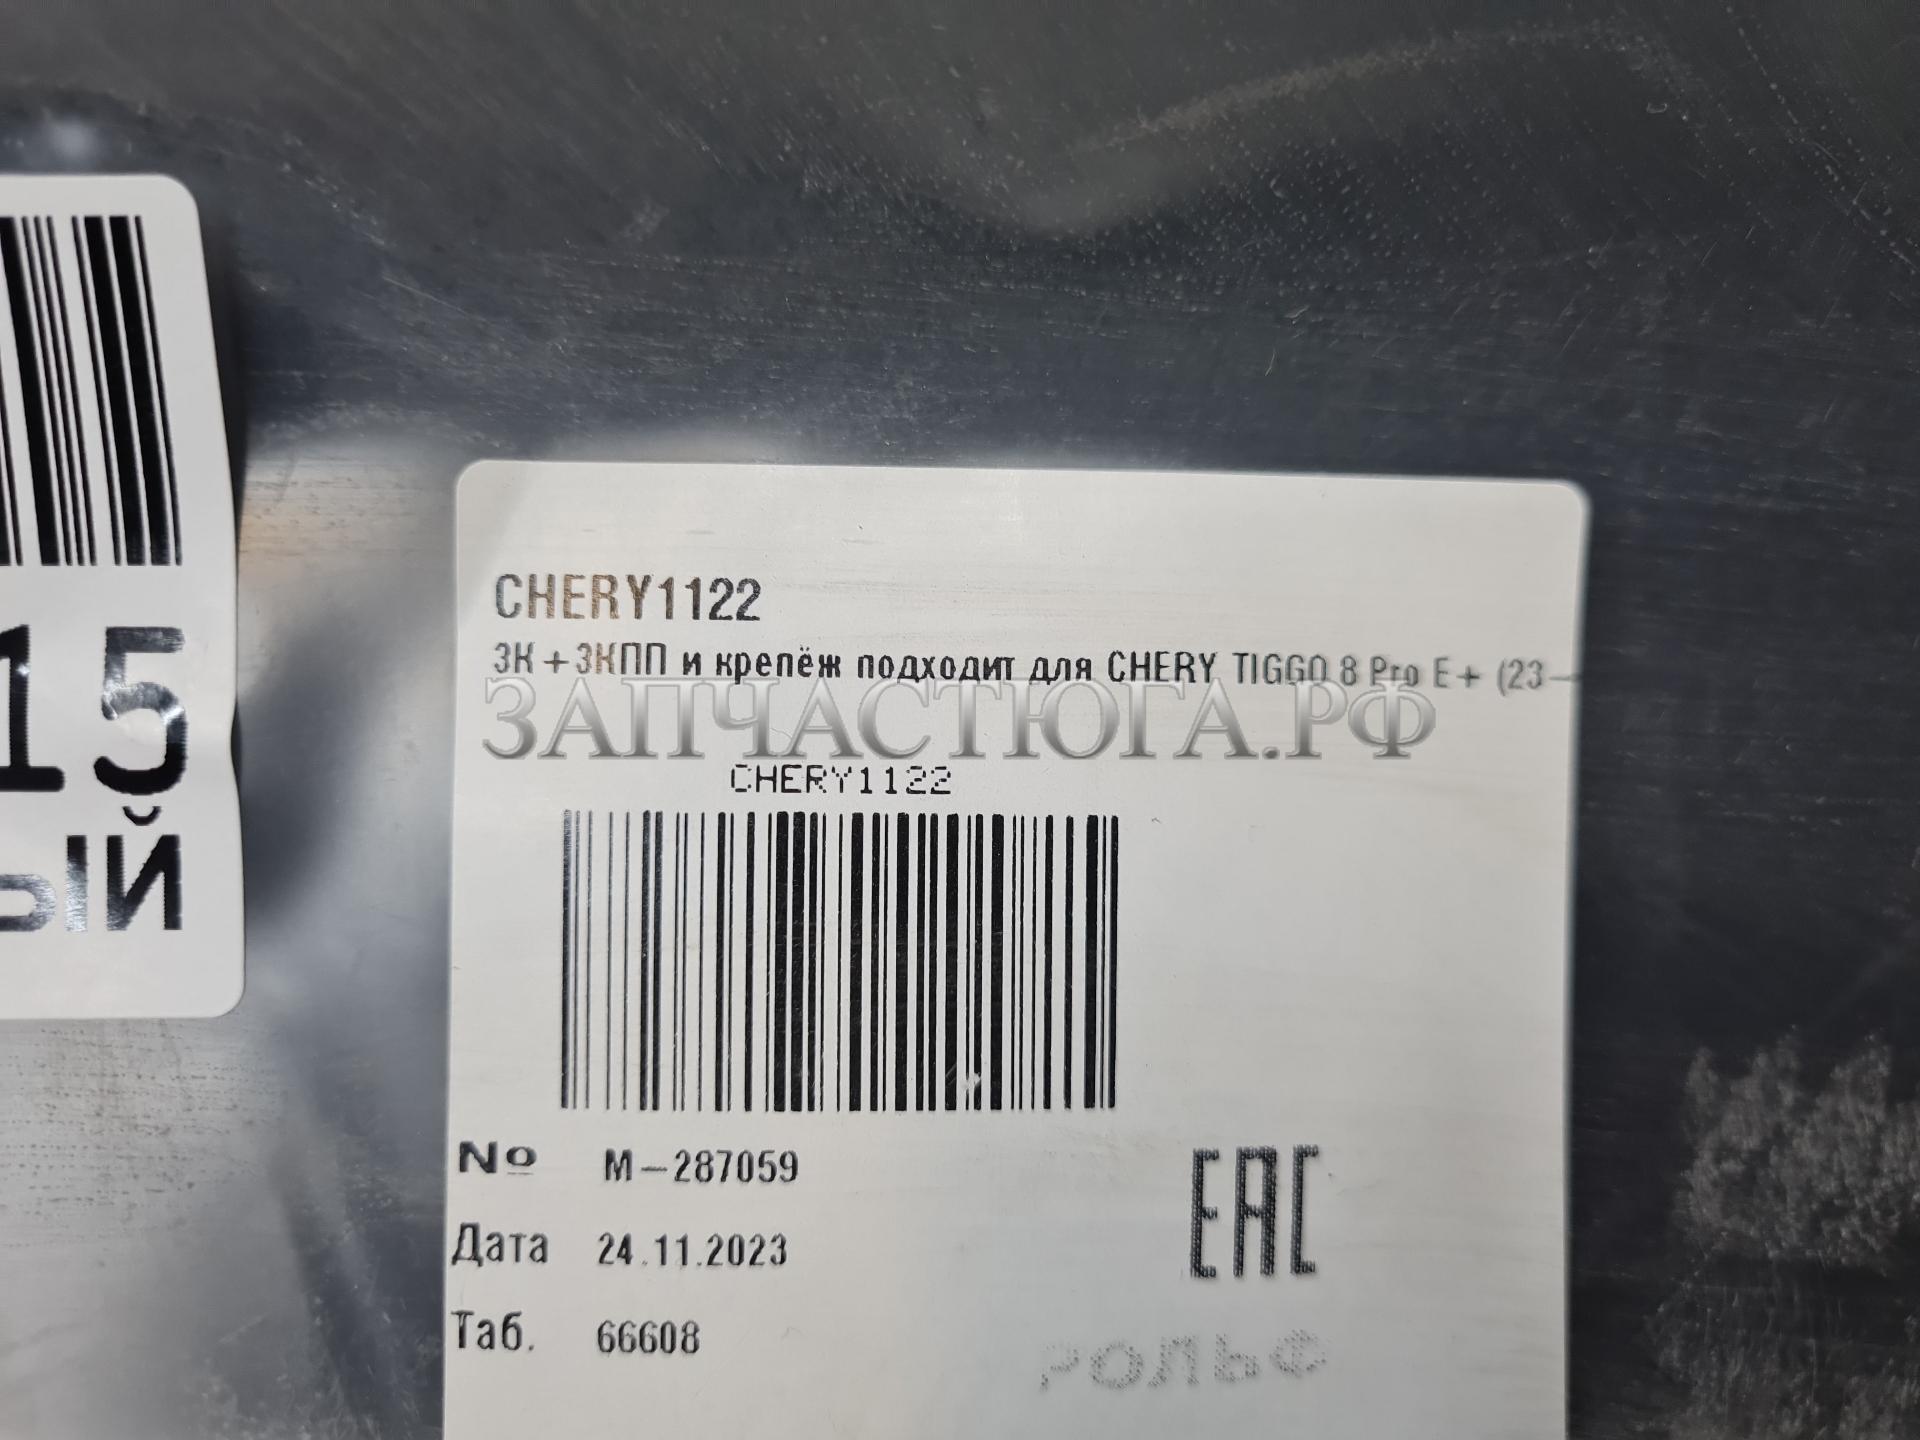 15
ЫЙ
CHERY1122
ЗК+ЗКПП и крепёж подходит для CHERY TIGGO 8 Pro E+ (23-
ЗАПЧАСТЮГА.РФ
CHERY1122
№ М-287059
Дата 24.11.2023
Таб. 66608
EAC
РОЛЬФ